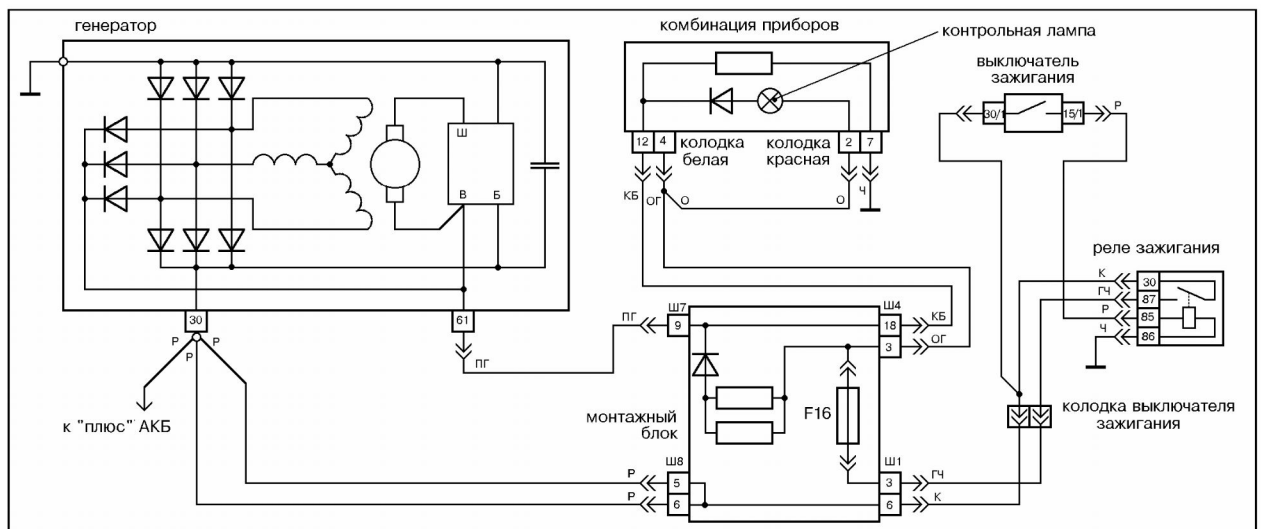 генератор
комбинация приборов
контрольная лампа
выключатель
зажигания
Ш
В
Б
30
61
12
4
колодка
белая
колодка
красная
2
7
КБ
ОГ
О
О
Ч
30/1
15/1
Р
реле зажигания
К
30
ГЧ
87
Р
85
Ч
86
Р
Р
Р
к "плюс" АКБ
ПГ
ПГ
Ш7
9
Ш4
18
КБ
3
ОГ
F16
монтажный
блок
колодка выключателя
зажигания
Ш8
Р
5
Р
6
Ш1
3
ГЧ
6
К